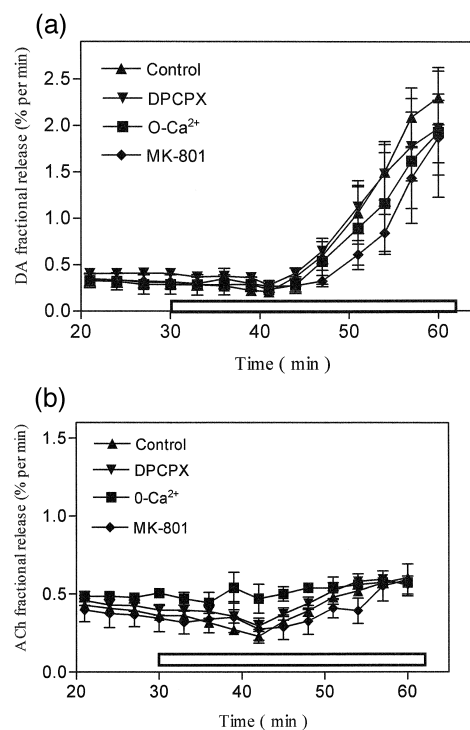 (a)
DA fractional release (% per min)
2.5
2.0
1.5
1.0
0.5
0.0
Control
DPCPX
O-Ca²⁺
MK-801
20 30 40 50 60
Time ( min )
(b)
ACh fractional release (% per min)
1.5
1.0
0.5
0.0
Control
DPCPX
0-Ca²⁺
MK-801
20 30 40 50 60
Time ( min )